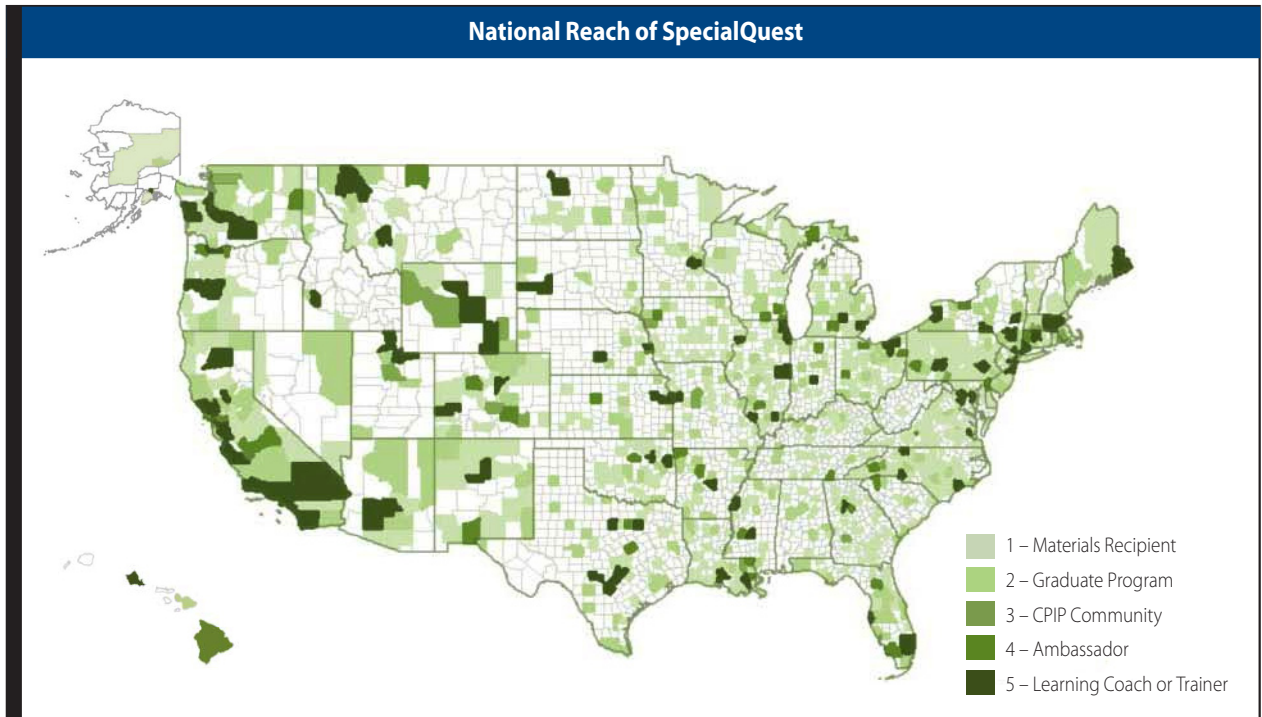 National Reach of SpecialQuest
1 – Materials Recipient
2 – Graduate Program
3 – CPIP Community
4 – Ambassador
5 – Learning Coach or Trainer